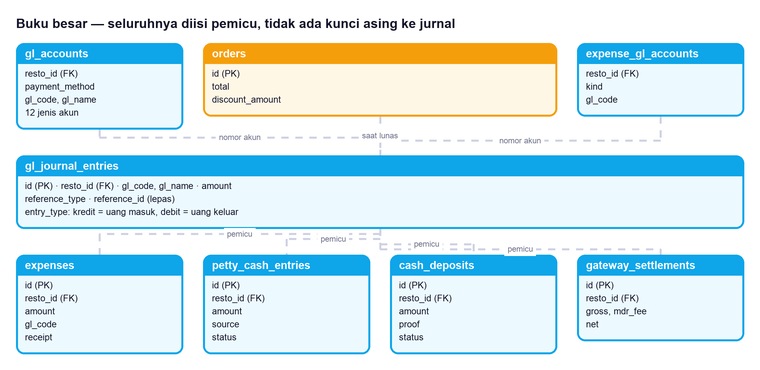 Buku besar — seluruhnya diisi pemicu, tidak ada kunci asing ke jurnal
gl_accounts
resto_id (FK)
payment_method
gl_code, gl_name
12 jenis akun
orders
id (PK)
total
discount_amount
expense_gl_accounts
resto_id (FK)
kind
gl_code
nomor akun
saat lunas
nomor akun
gl_journal_entries
id (PK) · resto_id (FK) · gl_code, gl_name · amount
reference_type · reference_id (lepas)
entry_type: kredit = uang masuk, debit = uang keluar
pemicu
pemicu
pemicu
pemicu
expenses
id (PK)
resto_id (FK)
amount
gl_code
receipt
petty_cash_entries
id (PK)
resto_id (FK)
amount
source
status
cash_deposits
id (PK)
resto_id (FK)
amount
proof
status
gateway_settlements
id (PK)
resto_id (FK)
gross, mdr_fee
net